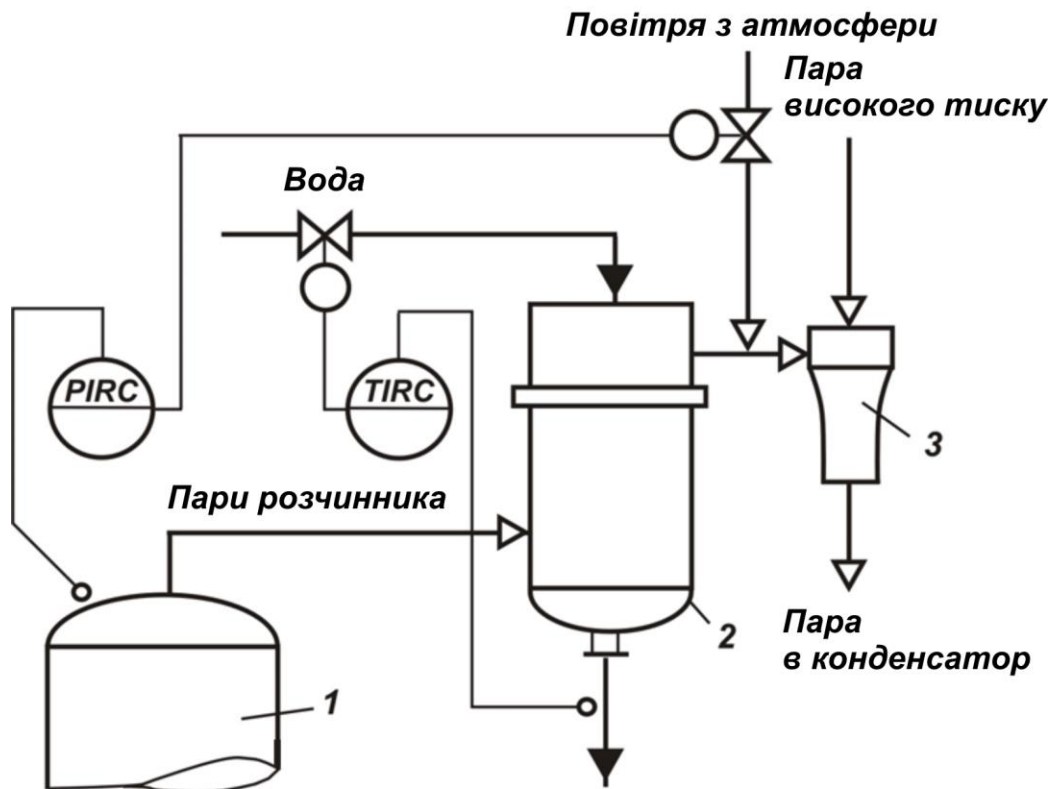 Повітря з атмосфери
Пара
високого тиску
Вода
PIRC
TIRC
3
Пари розчинника
2
Пара
в конденсатор
1